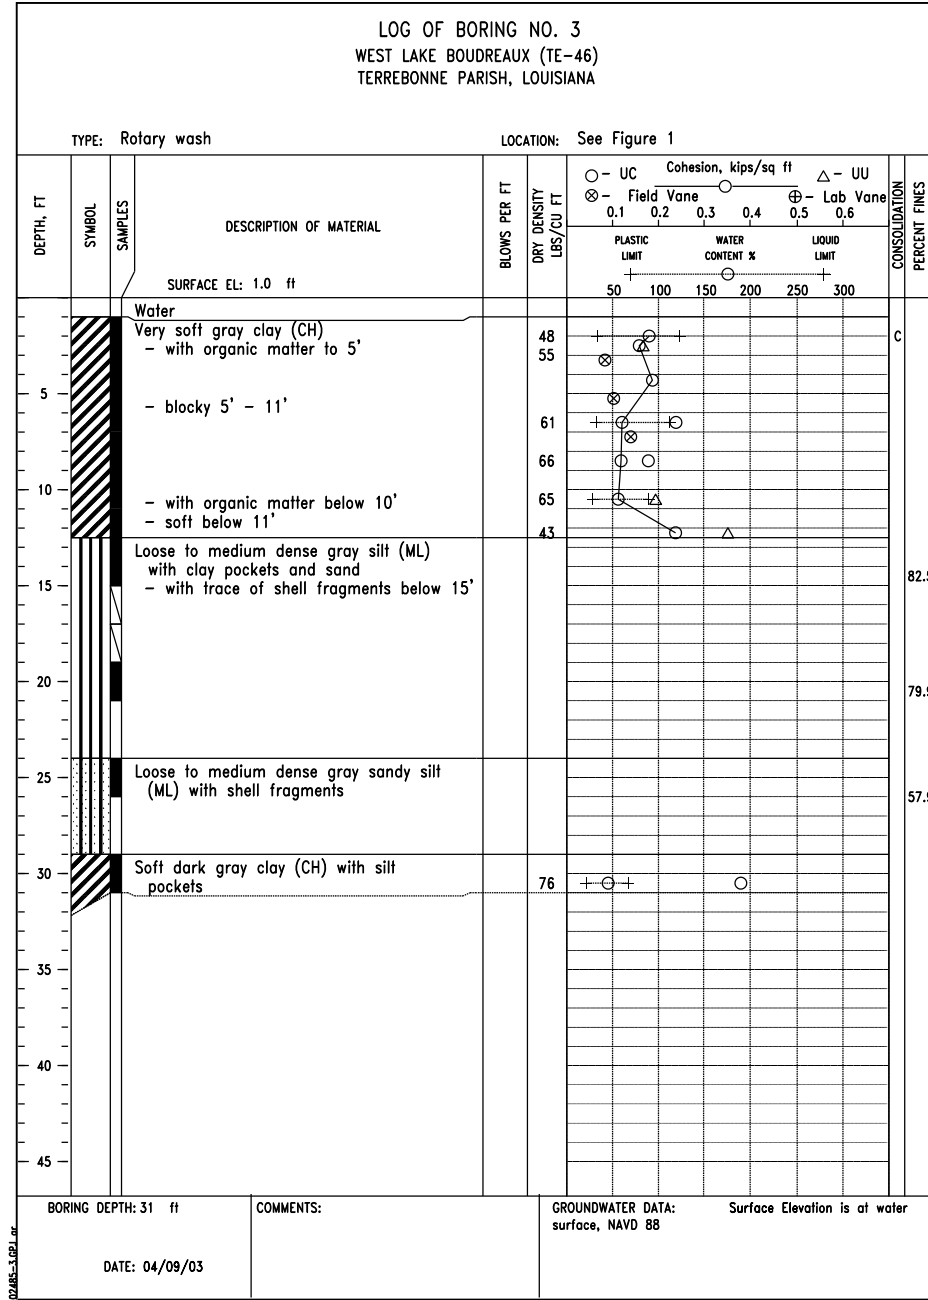 LOG OF BORING NO. 3
WEST LAKE BOUDREAUX (TE-46)
TERREBONNE PARISH, LOUISIANA
TYPE: Rotary wash
LOCATION: See Figure 1
DEPTH, FT
SYMBOL
SAMPLES
DESCRIPTION OF MATERIAL
SURFACE EL: 1.0 ft
BLOWS PER FT
DRY DENSITY
LBS/CU FT
- UC
Cohesion, kips/sq ft
- UU
- Field Vane
- Lab Vane
0.1 0.2 0.3 0.4 0.5 0.6
PLASTIC LIMIT
WATER CONTENT %
LIQUID LIMIT
50 100 150 200 250 300
CONSOLIDATION
PERCENT FINES
Water
Very soft gray clay (CH)
- with organic matter to 5'
48
C
55
5
- blocky 5' - 11'
61
66
10
- with organic matter below 10'
65
- soft below 11'
43
Loose to medium dense gray silt (ML)
with clay pockets and sand
- with trace of shell fragments below 15'
15
82.9
20
79.9
Loose to medium dense gray sandy silt
(ML) with shell fragments
25
57.9
Soft dark gray clay (CH) with silt
pockets
30
76
35
40
45
BORING DEPTH: 31 ft
DATE: 04/09/03
COMMENTS:
GROUNDWATER DATA: Surface Elevation is at water
surface, NAVD 88